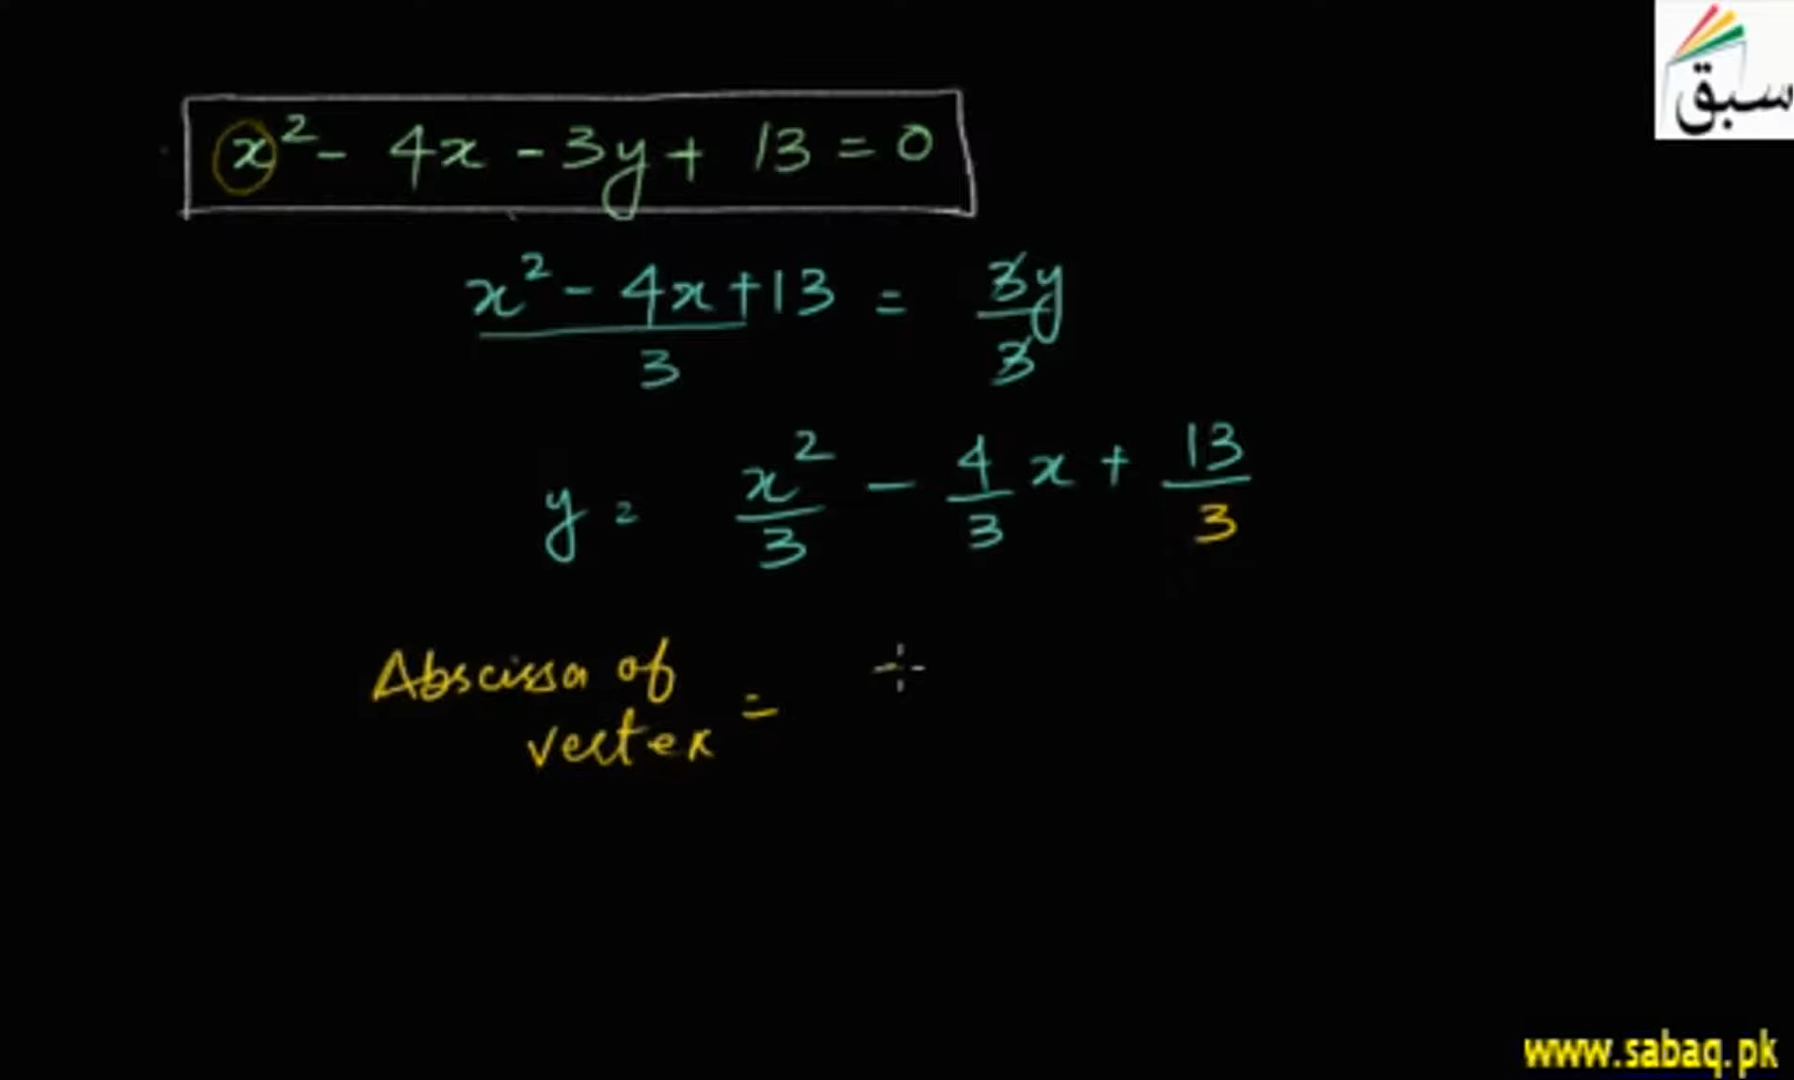 سبق
x² - 4x - 3y + 13 = 0
x² - 4x + 13 / 3 = 3y / 3
y = x²/3 - 4/3 x + 13/3
Abscissa of
vertex =
www.sabaq.pk